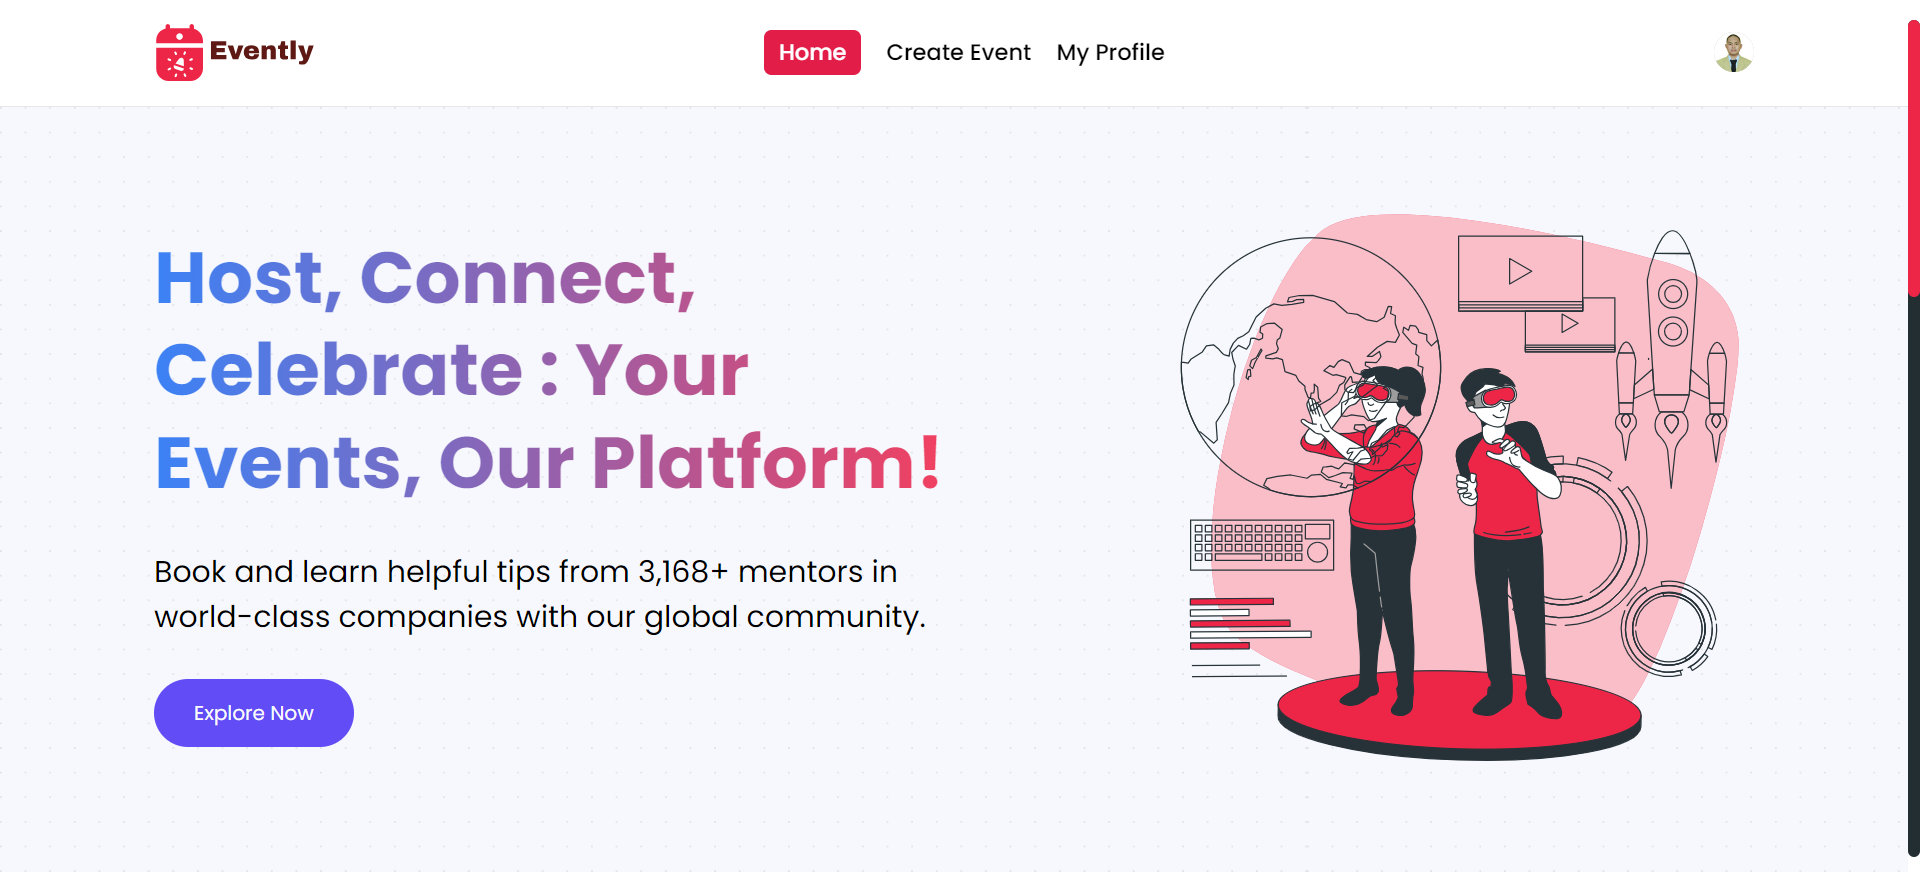 Evently
Home
Create Event
My Profile
Host, Connect,
Celebrate : Your
Events, Our Platform!
Book and learn helpful tips from 3,168+ mentors in
world-class companies with our global community.
Explore Now